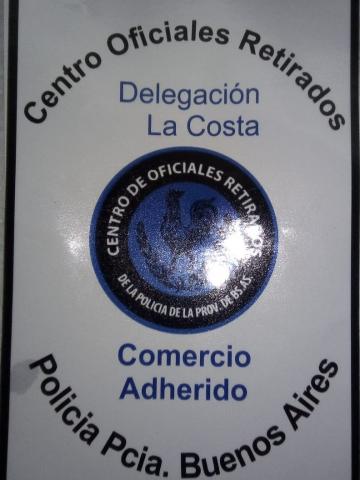 Centro Oficiales Retirados
Delegación
La Costa
CENTRO DE OFICIALES RETIRADOS
DE LA POLICIA DE LA PROV. DE BS. AS.
Comercio
Adherido
Policia Pcia. Buenos Aires